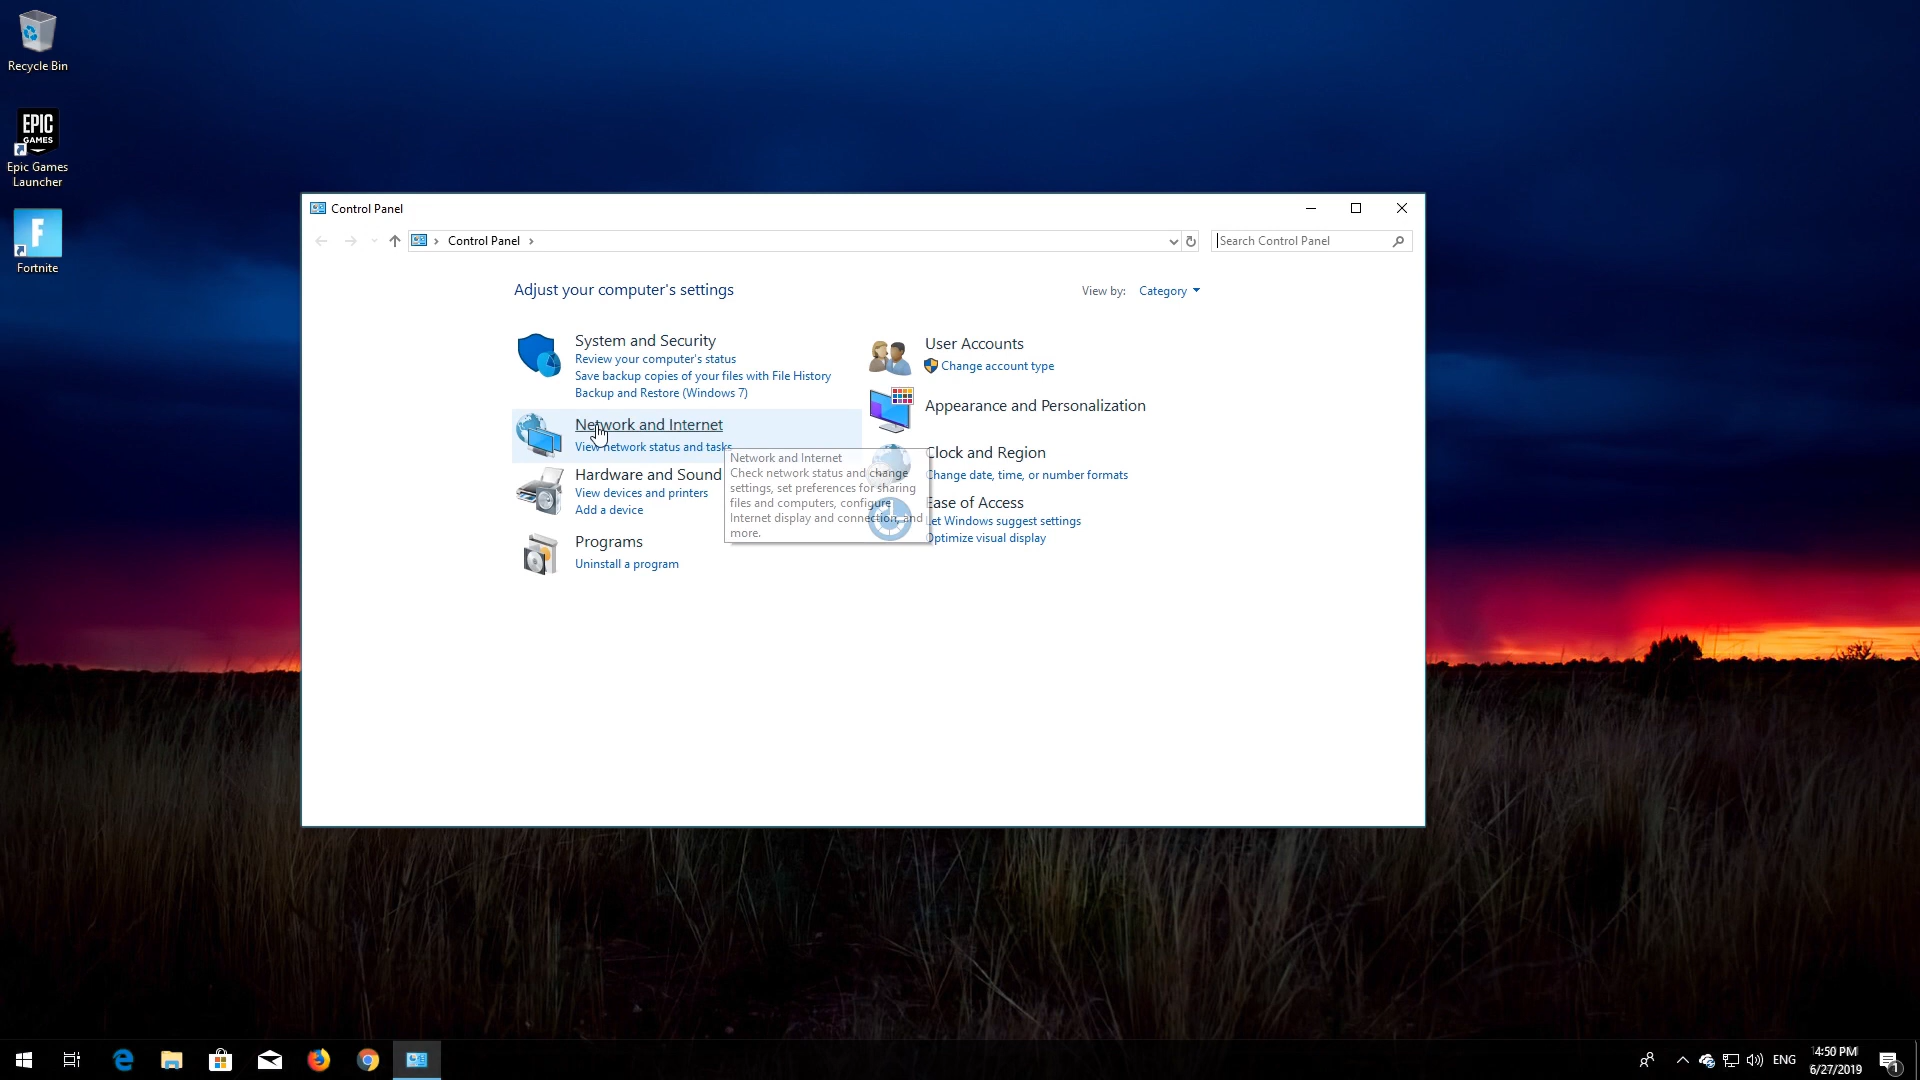 Recycle Bin
EPIC
GAMES
Epic Games
Launcher
F
Fortnite
Control Panel
Control Panel
Search Control Panel
Adjust your computer's settings
View by:
Category
System and Security
Review your computer's status
Save backup copies of your files with File History
Backup and Restore (Windows 7)
Network and Internet
View network status and tasks
Hardware and Sound
View devices and printers
Add a device
Programs
Uninstall a program
User Accounts
Change account type
Appearance and Personalization
Clock and Region
Change date, time, or number formats
Ease of Access
Let Windows suggest settings
Optimize visual display
Network and Internet
Check network status and change
settings, set preferences for sharing
files and computers, configure
Internet display and connection, and
more.
ENG
4:50 PM
6/27/2019
1